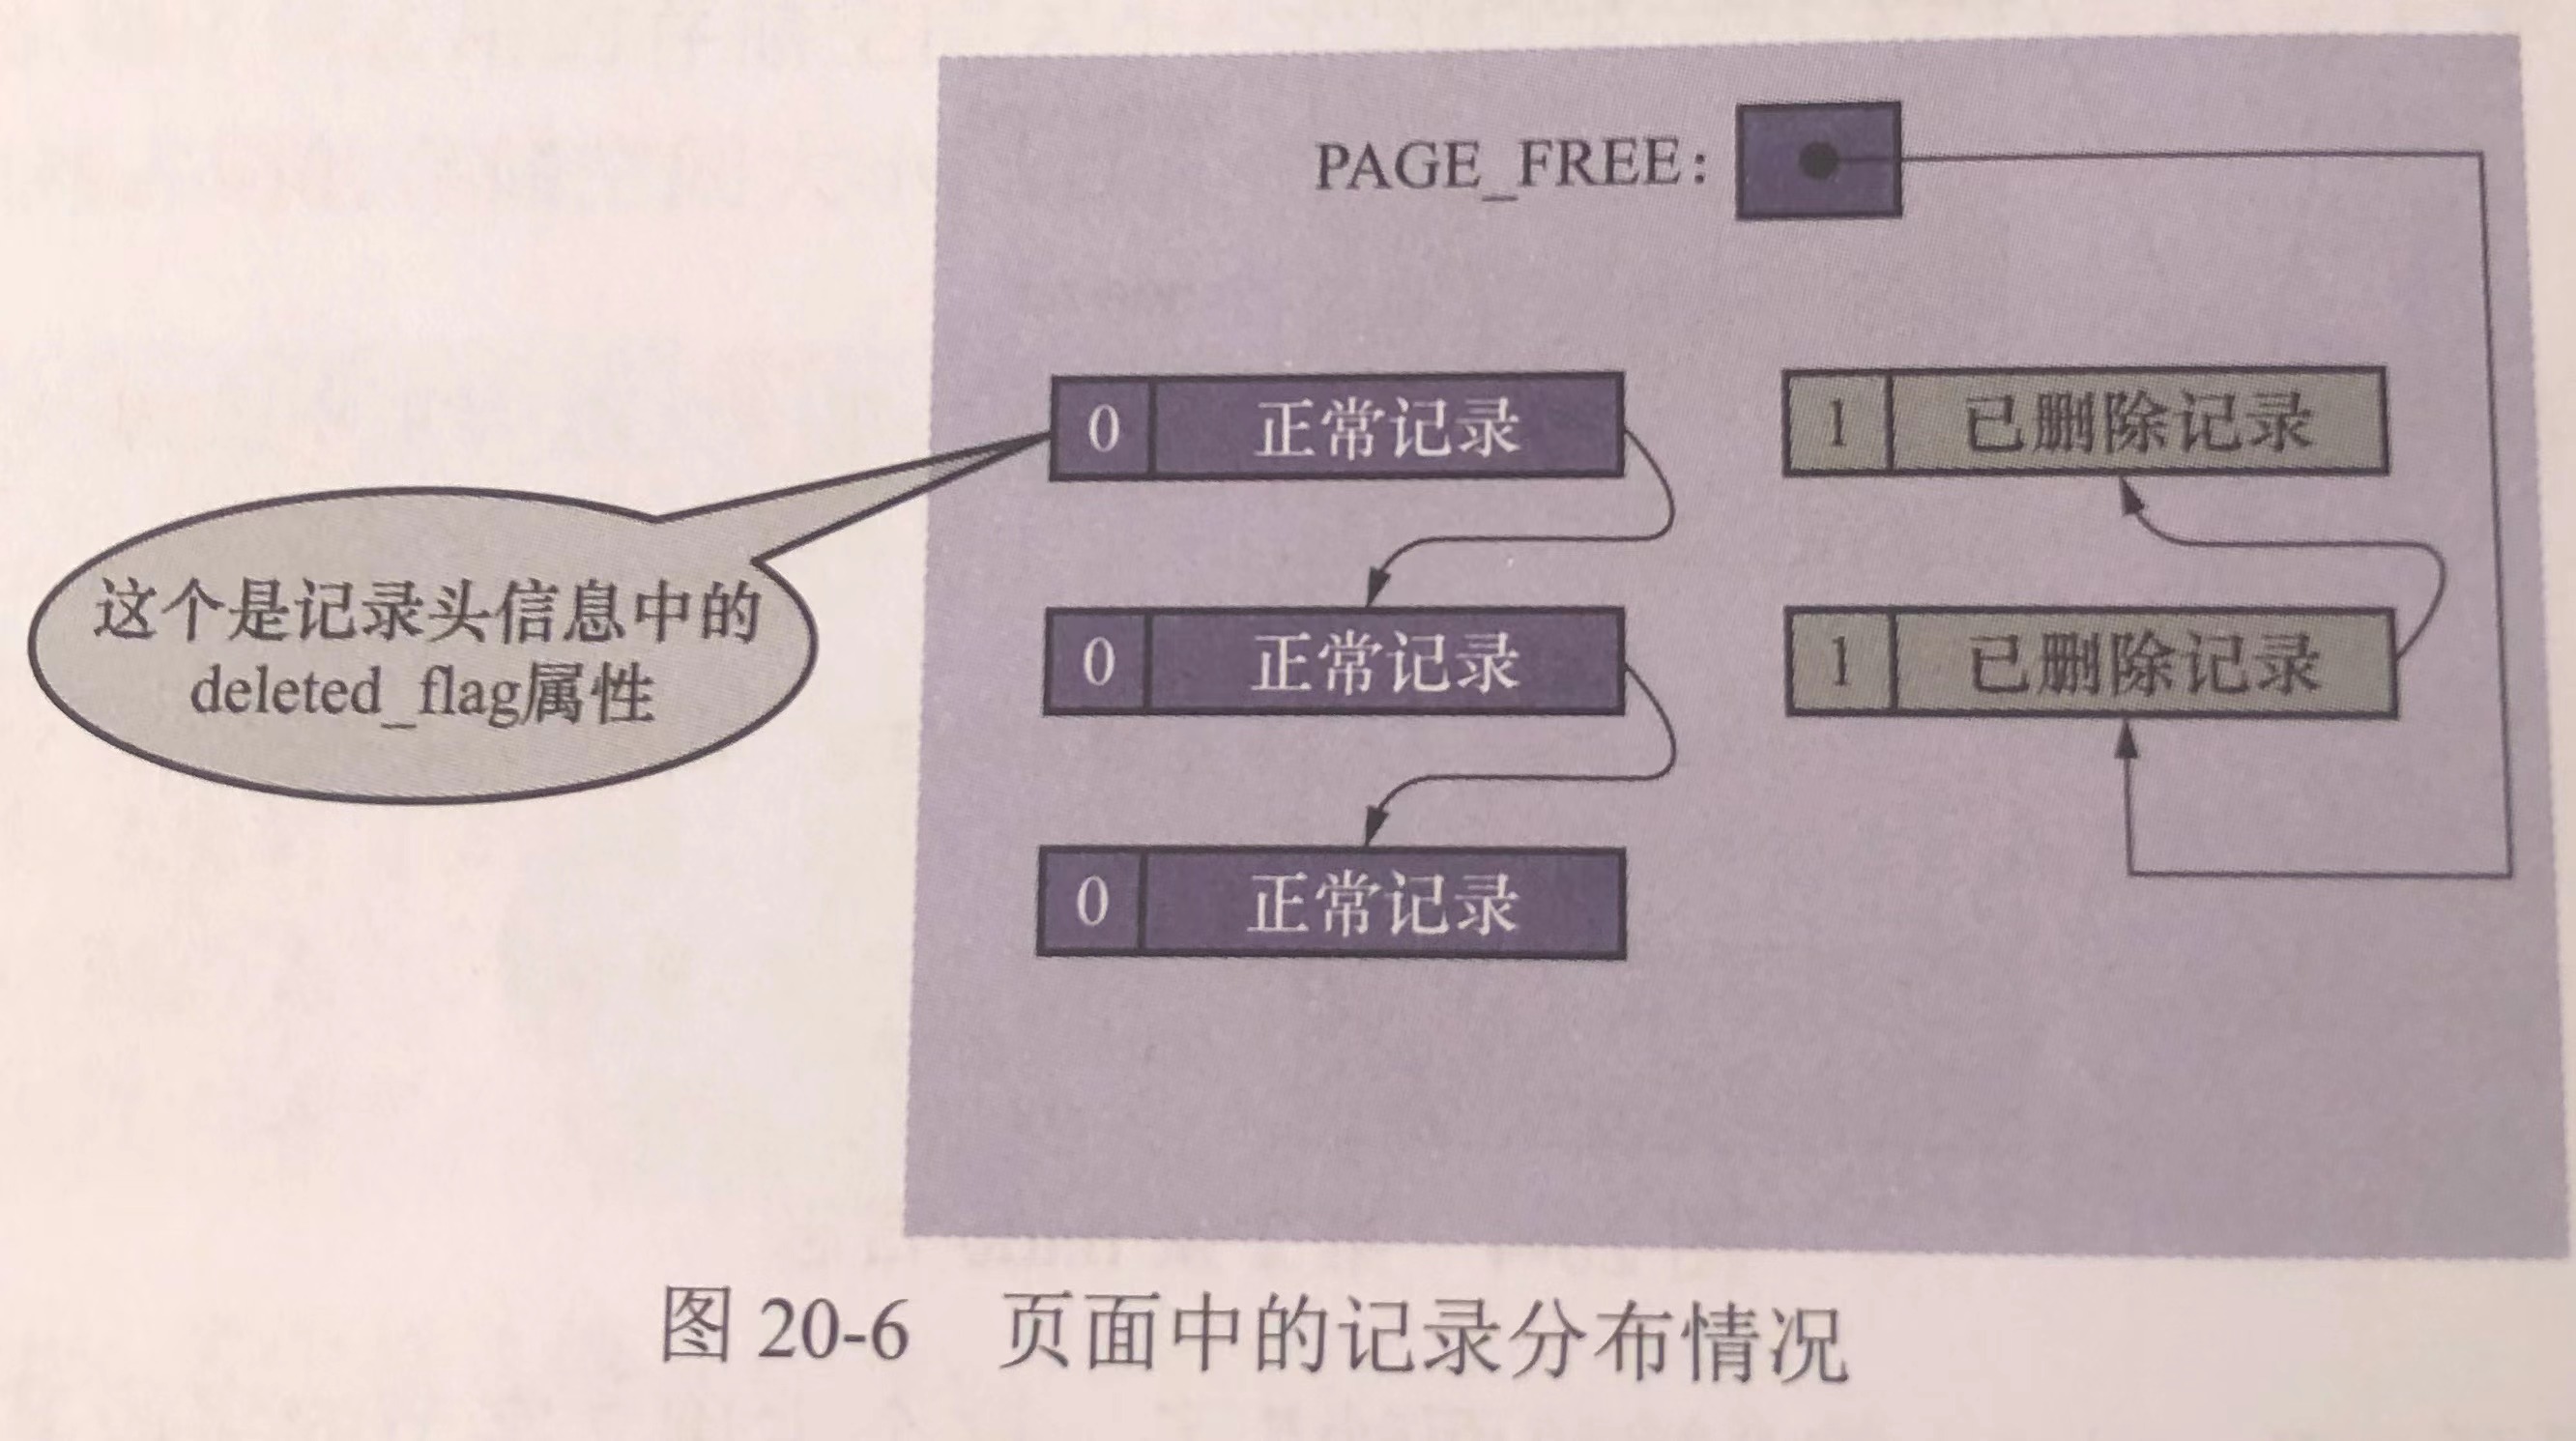 PAGE_FREE:
0 正常记录
1 已删除记录
这个是记录头信息中的
deleted_flag属性
0 正常记录
1 已删除记录
0 正常记录
图 20-6 页面中的记录分布情况